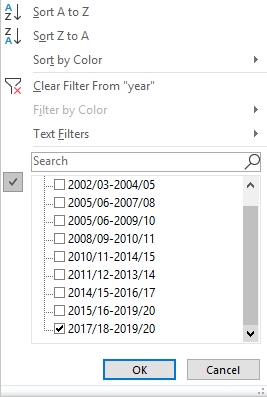 Sort A to Z
Sort Z to A
Sort by Color
Clear Filter From "year"
Filter by Color
Text Filters
Search
2002/03-2004/05
2005/06-2007/08
2005/06-2009/10
2008/09-2010/11
2010/11-2014/15
2011/12-2013/14
2014/15-2016/17
2015/16-2019/20
2017/18-2019/20
OK
Cancel